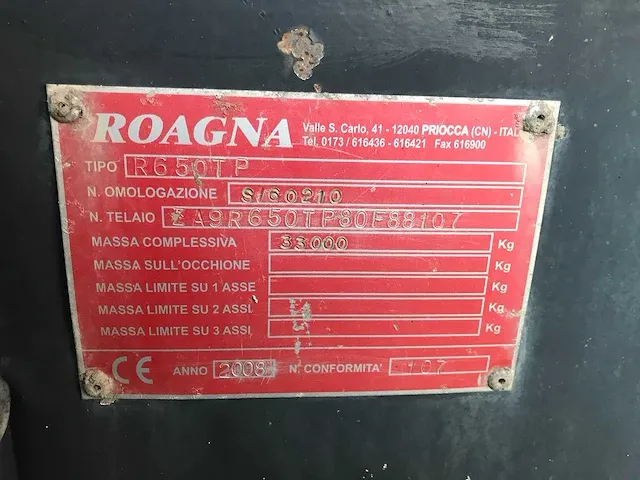 ROAGNA
Valle S. Carlo, 41 - 12040 PRIOCCA (CN) - ITAL
Tel. 0173 / 616436 - 616421 Fax 616900
TIPO R650TP
N. OMOLOGAZIONE S/60210
N. TELAIO ZA9R650TP80F88107
MASSA COMPLESSIVA 33000 Kg
MASSA SULL'OCCHIONE Kg
MASSA LIMITE SU 1 ASSE Kg
MASSA LIMITE SU 2 ASSI Kg
MASSA LIMITE SU 3 ASSI Kg
CE ANNO 2008 N. CONFORMITA' 107